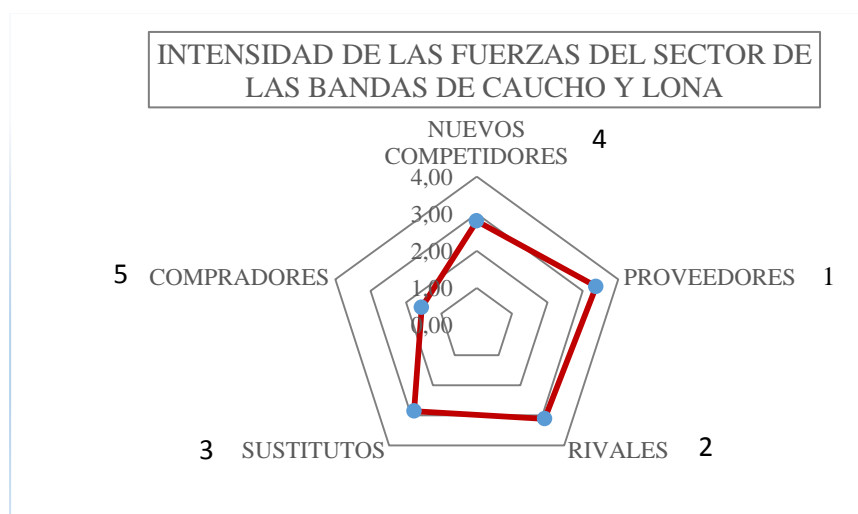 INTENSIDAD DE LAS FUERZAS DEL SECTOR DE
LAS BANDAS DE CAUCHO Y LONA
NUEVOS
COMPETIDORES
4
4,00
3,00
2,00
1,00
0,00
PROVEEDORES 1
RIVALES 2
3 SUSTITUTOS
5 COMPRADORES